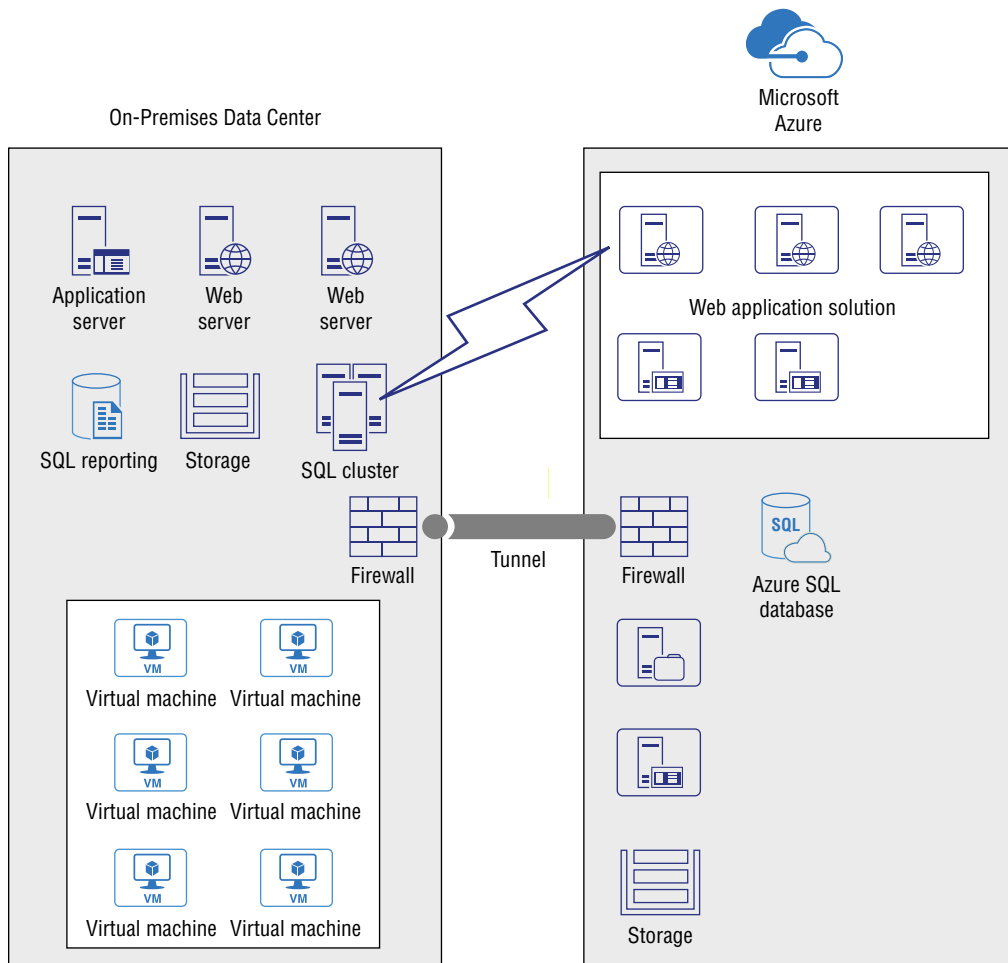 Microsoft
Azure
On-Premises Data Center
Application
server
Web
server
Web
server
Web application solution
SQL reporting
Storage
SQL cluster
Firewall
Tunnel
Firewall
SQL
Azure SQL
database
VM
Virtual machine
VM
Virtual machine
VM
Virtual machine
VM
Virtual machine
VM
Virtual machine
VM
Virtual machine
Storage